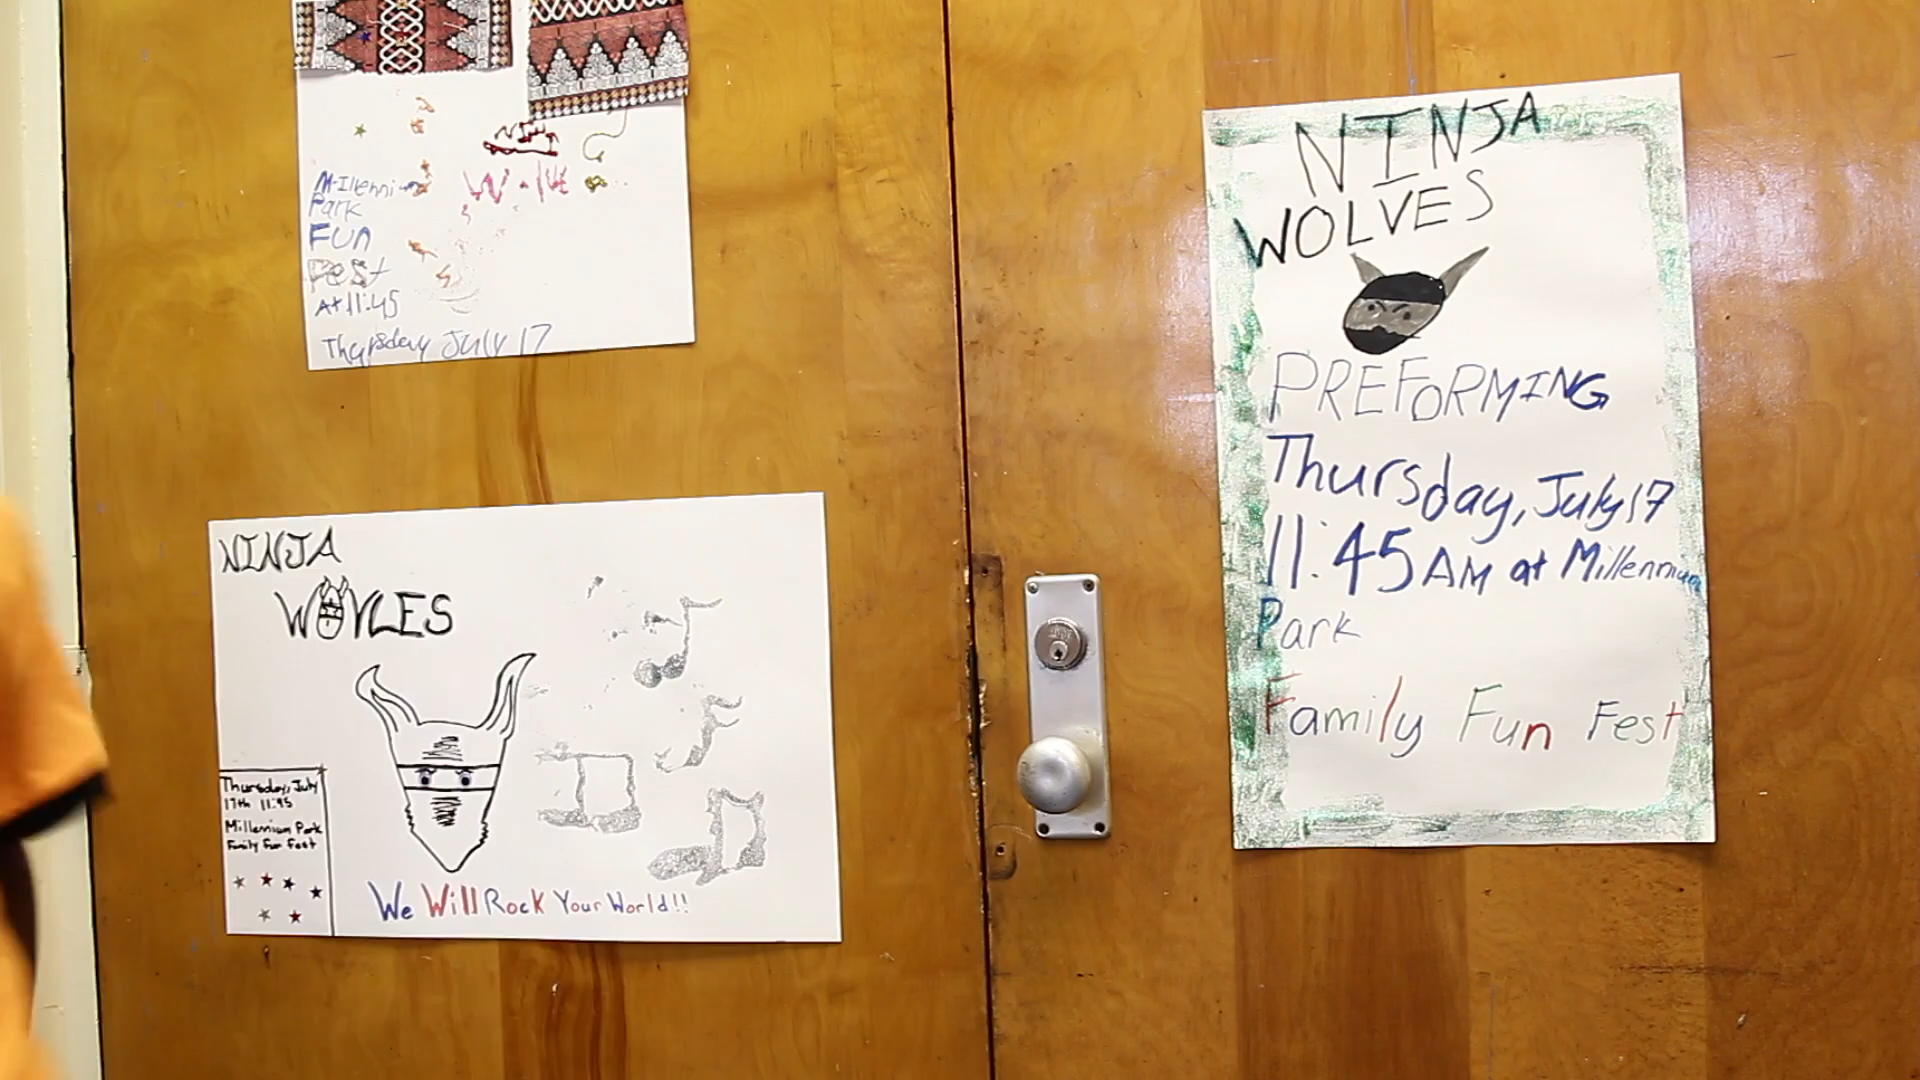 M-Illennium
Park
FUN
Fest
At 11:45
Thursday July 17
NINJA
WOVLES
Thursday, July
17th 11:45
Millennium Park
Family Fun Fest
We Will Rock Your World!!
NINJA
WOLVES
PREFORMING
Thursday, July 17
11:45 AM at Millennium
Park
Family Fun Fest